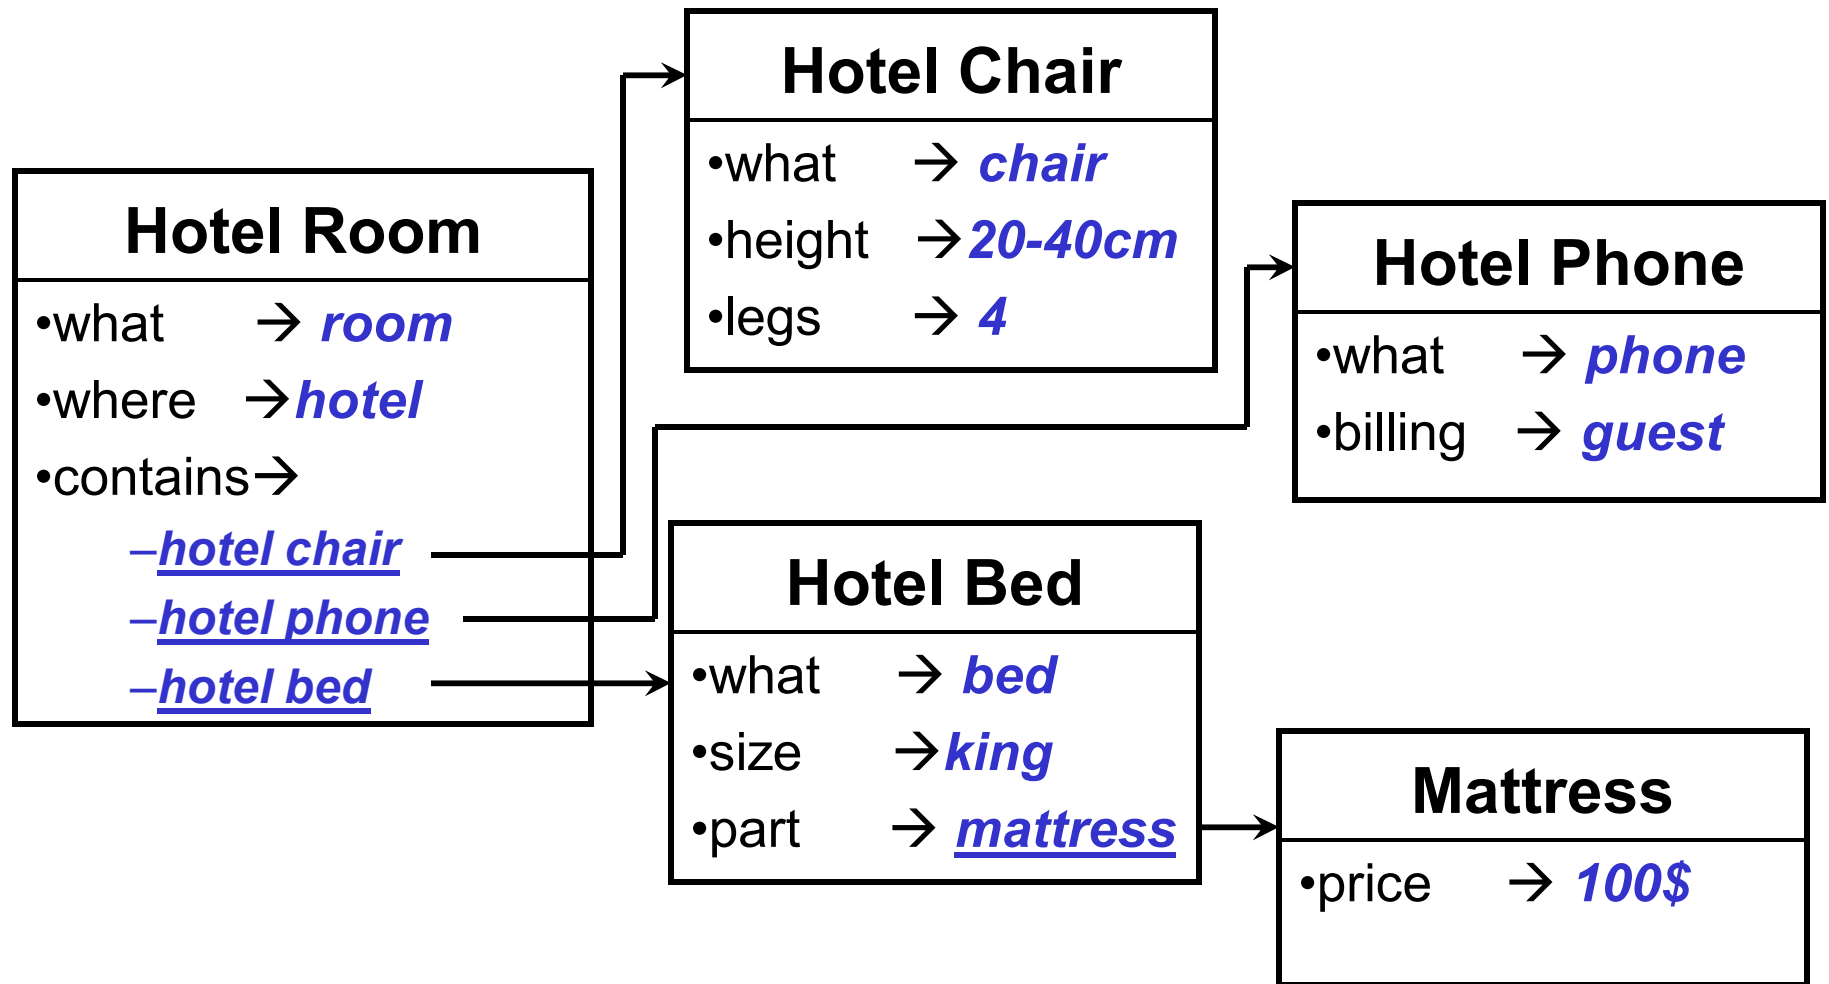 Hotel Room
•what → room
•where →hotel
•contains→
–hotel chair
–hotel phone
–hotel bed
Hotel Chair
•what → chair
•height →20-40cm
•legs → 4
Hotel Phone
•what → phone
•billing → guest
Hotel Bed
•what → bed
•size →king
•part → mattress
Mattress
•price → 100$